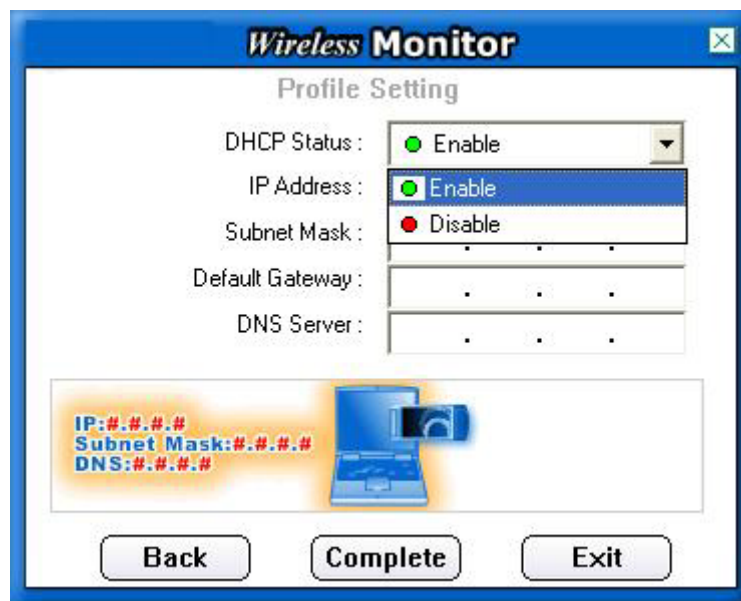 Wireless Monitor
Profile Setting
DHCP Status : Enable
IP Address : Enable
Disable
Subnet Mask : . . .
Default Gateway : . . .
DNS Server : . . .
IP:#.#.#.#
Subnet Mask:#.#.#.#
DNS:#.#.#.#
Back Complete Exit